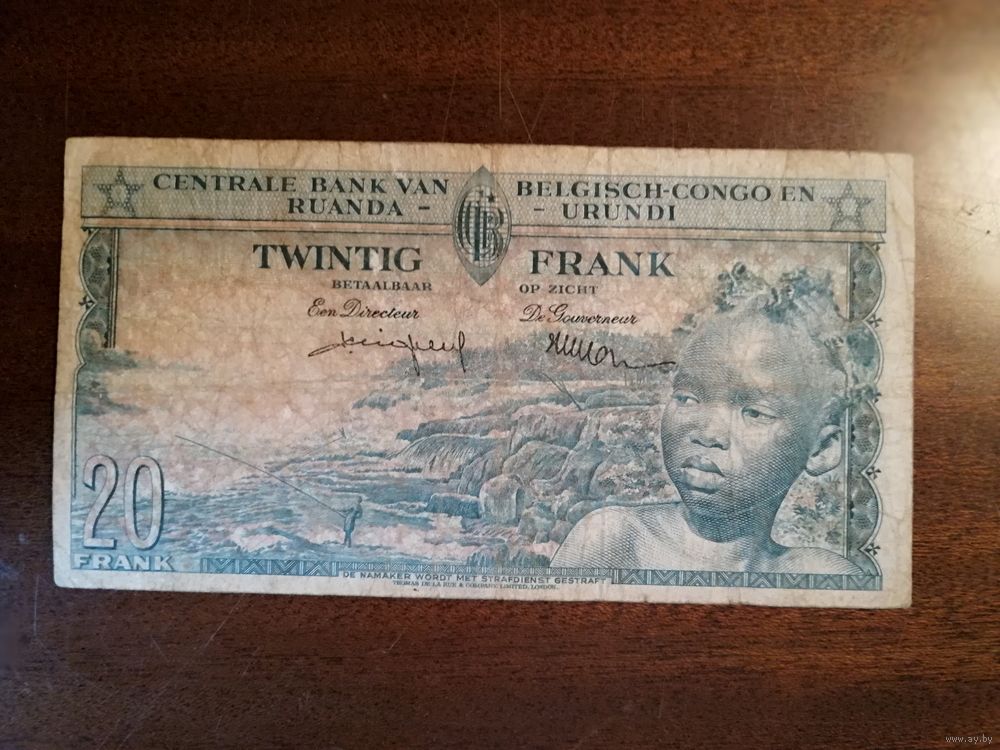 CENTRALE BANK VAN BELGISCH-CONGO EN
RUANDA - - URUNDI
TWINTIG FRANK
BETAALBAAR OP ZICHT
Een Directeur De Gouverneur
20
FRANK
DE NAMAKER WORDT MET STRAFDIENST GESTRAFT
THOMAS DE LA RUE & COMPANY, LIMITED, LONDON.
www.ay.by